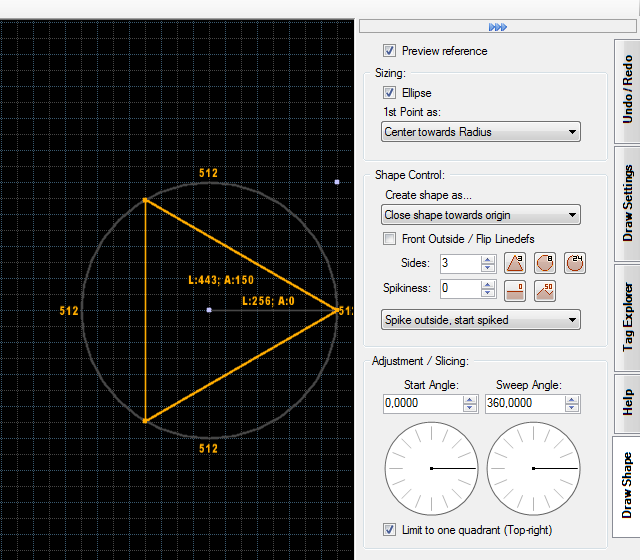 512
L:443; A:150
L:256; A:0
512
512
512
Preview reference
Sizing:
Ellipse
1st Point as:
Center towards Radius
Shape Control:
Create shape as...
Close shape towards origin
Front Outside / Flip Linedefs
Sides: 3 3 8 24
Spikiness: 0 0 50
Spike outside, start spiked
Adjustment / Slicing:
Start Angle: Sweep Angle:
0,0000 360,0000
Limit to one quadrant (Top-right)
Undo / Redo
Draw Settings
Tag Explorer
Help
Draw Shape